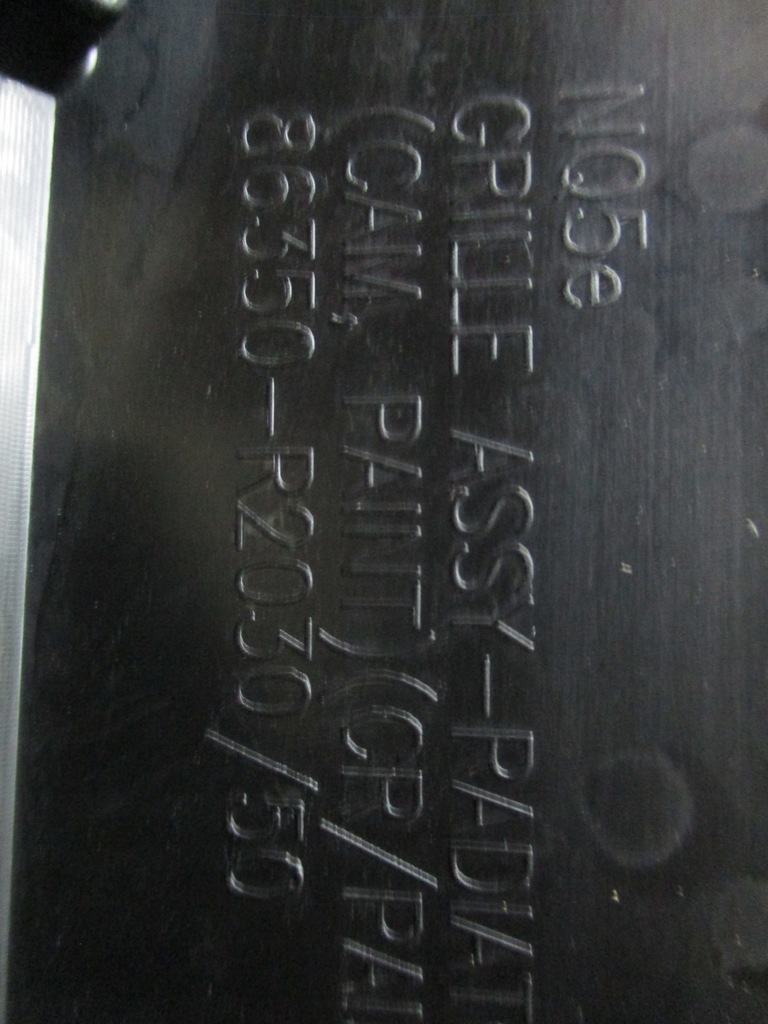 NQ5e
GRILLE ASSY-RADIAT
(CAM, PAINT)(CR/PAI
86350-R2030/50